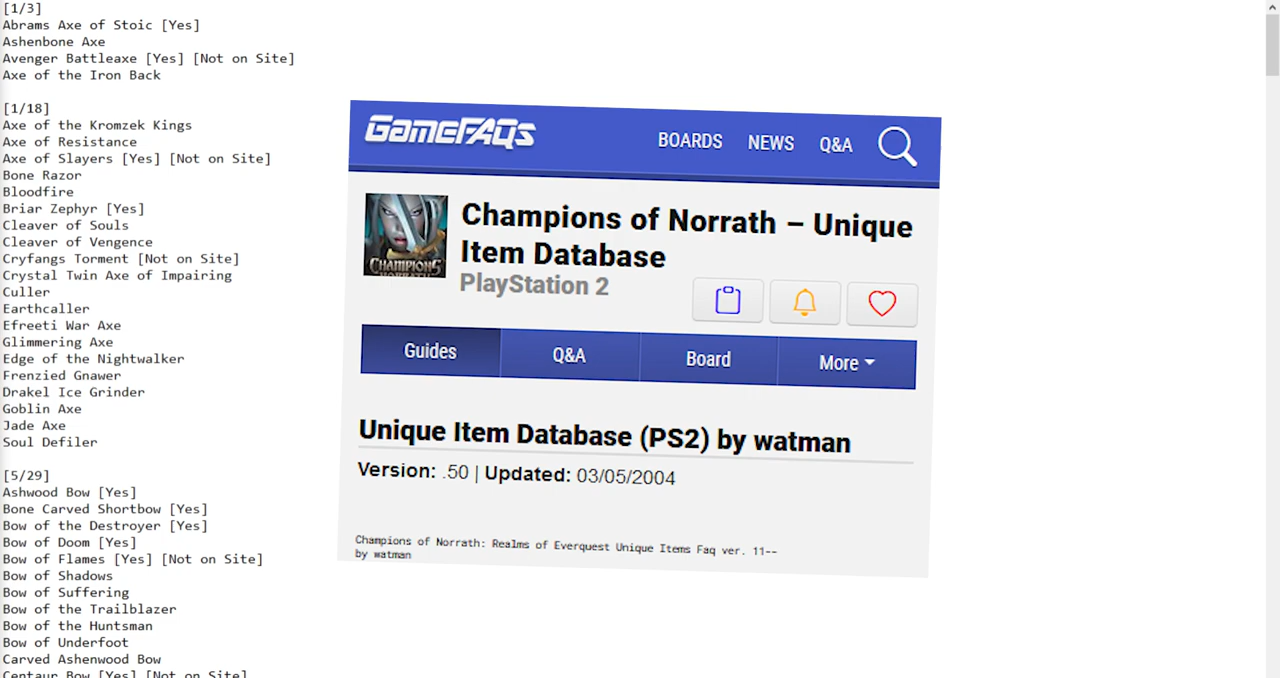 [1/3]
Abrams Axe of Stoic [Yes]
Ashenbone Axe
Avenger Battleaxe [Yes] [Not on Site]
Axe of the Iron Back
[1/18]
Axe of the Kromzek Kings
Axe of Resistance
Axe of Slayers [Yes] [Not on Site]
Bone Razor
Bloodfire
Briar Zephyr [Yes]
Cleaver of Souls
Cleaver of Vengence
Cryfangs Torment [Not on Site]
Crystal Twin Axe of Impairing
Culler
Earthcaller
Efreeti War Axe
Glimmering Axe
Edge of the Nightwalker
Frenzied Gnawer
Drakel Ice Grinder
Goblin Axe
Jade Axe
Soul Defiler
[5/29]
Ashwood Bow [Yes]
Bone Carved Shortbow [Yes]
Bow of the Destroyer [Yes]
Bow of Doom [Yes]
Bow of Flames [Yes] [Not on Site]
Bow of Shadows
Bow of Suffering
Bow of the Trailblazer
Bow of the Huntsman
Bow of Underfoot
Carved Ashenwood Bow
Centaur Bow [Yes] [Not on Site]
GameFAQs
BOARDS NEWS Q&A
CHAMPIONS
NORRATH
Champions of Norrath – Unique
Item Database
PlayStation 2
Guides Q&A Board More
Unique Item Database (PS2) by watman
Version: .50 | Updated: 03/05/2004
Champions of Norrath: Realms of Everquest Unique Items Faq ver. 11--
by watman